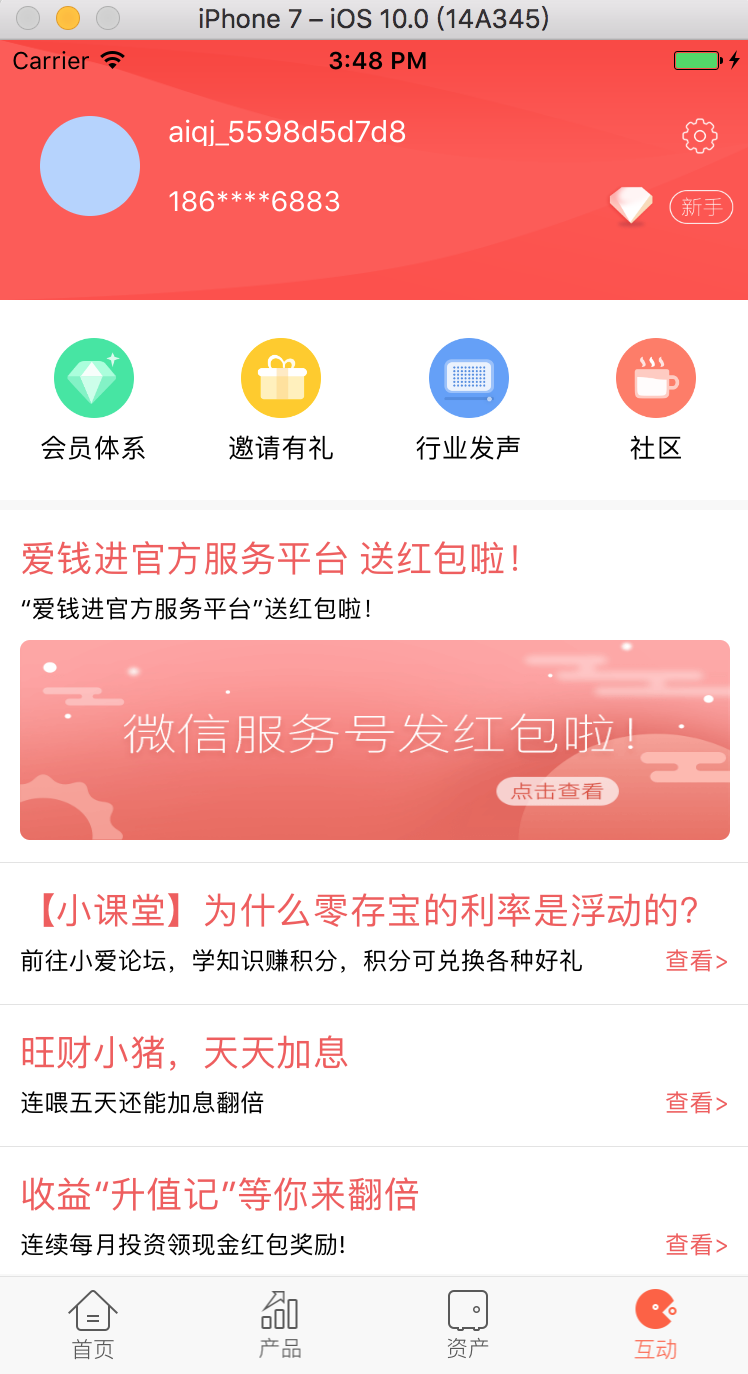 iPhone 7 – iOS 10.0 (14A345)
Carrier 3:48 PM
aiqj_5598d5d7d8
186****6883
新手
会员体系 邀请有礼 行业发声 社区
爱钱进官方服务平台 送红包啦！
“爱钱进官方服务平台”送红包啦！
微信服务号发红包啦！
点击查看
【小课堂】为什么零存宝的利率是浮动的？
前往小爱论坛，学知识赚积分，积分可兑换各种好礼 查看>
旺财小猪，天天加息
连喂五天还能加息翻倍 查看>
收益“升值记”等你来翻倍
连续每月投资领现金红包奖励! 查看>
首页 产品 资产 互动